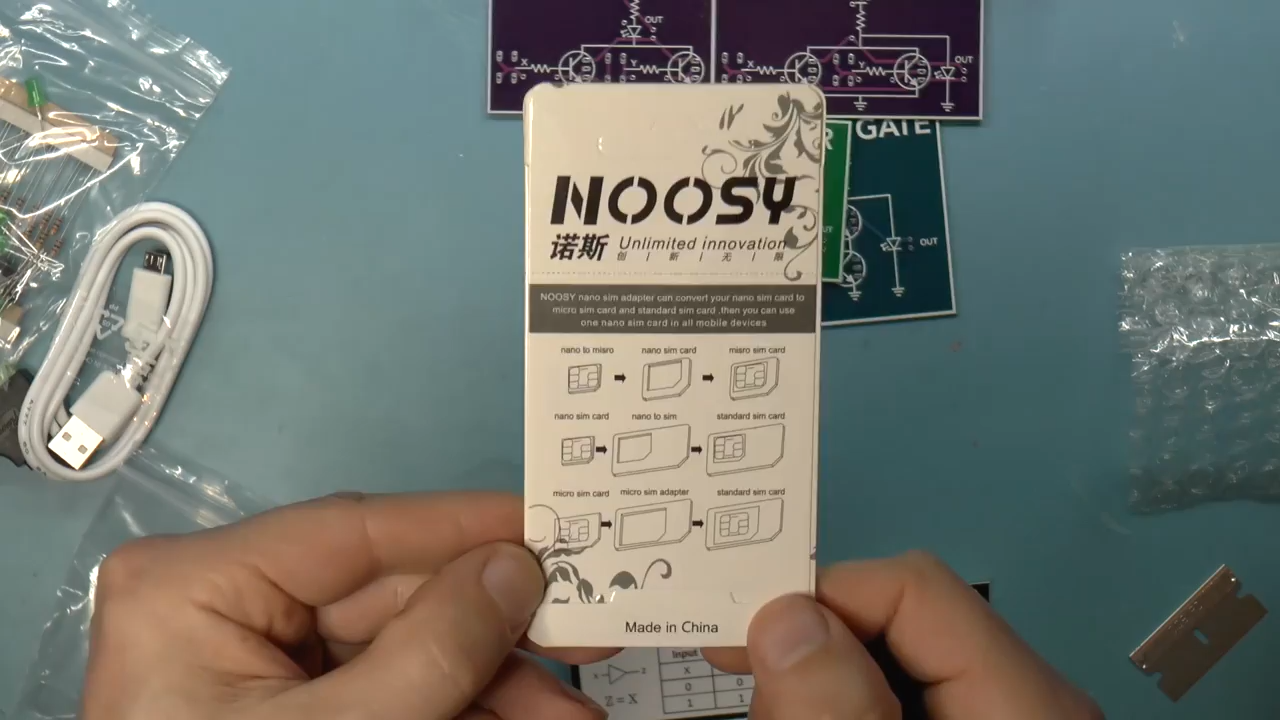 OUT
X
Y
X
Y
OUT
R
GATE
UT
OUT
NOOSY
诺斯 Unlimited innovation
创 | 新 | 无 | 限
NOOSY nano sim adapter can convert your nano sim card to
micro sim card and standard sim card ,then you can use
one nano sim card in all mobile devices
nano to misro nano sim card misro sim card
nano sim card nano to sim standard sim card
micro sim card micro sim adapter standard sim card
Made in China
Input
X Z X
0 0
Z = X 1 1